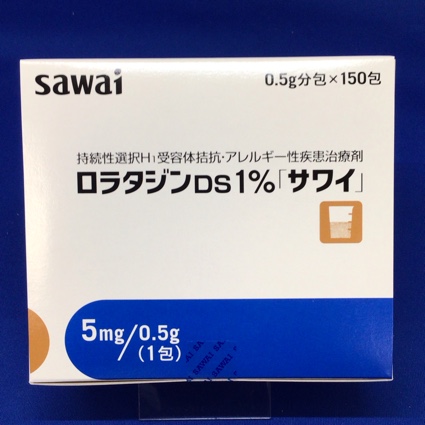 sawai
0.5g分包×150包
持続性選択H1受容体拮抗・アレルギー性疾患治療剤
ロラタジンDS1%「サワイ」
5mg/0.5g
(1包)
SAWAI SAWAI